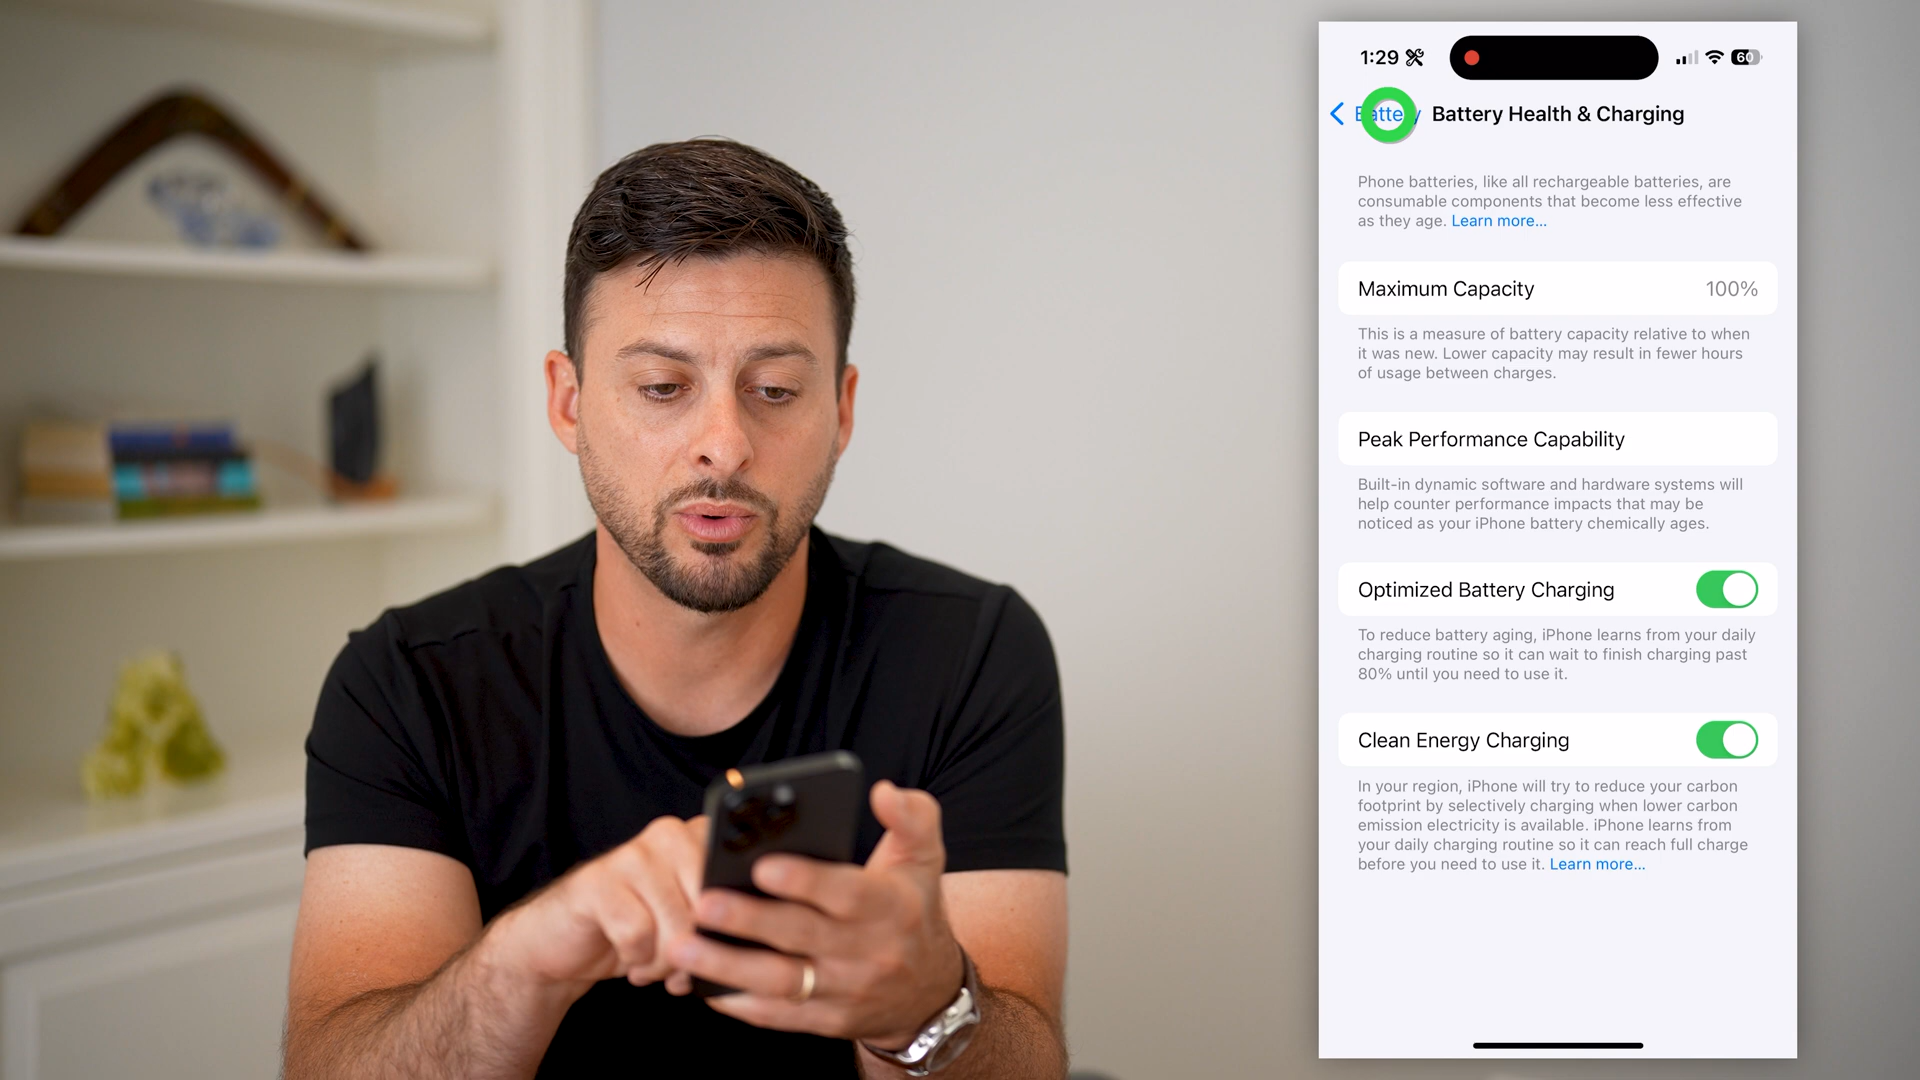 1:29
60
Battery
Battery Health & Charging
Phone batteries, like all rechargeable batteries, are
consumable components that become less effective
as they age. Learn more...
Maximum Capacity 100%
This is a measure of battery capacity relative to when
it was new. Lower capacity may result in fewer hours
of usage between charges.
Peak Performance Capability
Built-in dynamic software and hardware systems will
help counter performance impacts that may be
noticed as your iPhone battery chemically ages.
Optimized Battery Charging
To reduce battery aging, iPhone learns from your daily
charging routine so it can wait to finish charging past
80% until you need to use it.
Clean Energy Charging
In your region, iPhone will try to reduce your carbon
footprint by selectively charging when lower carbon
emission electricity is available. iPhone learns from
your daily charging routine so it can reach full charge
before you need to use it. Learn more...